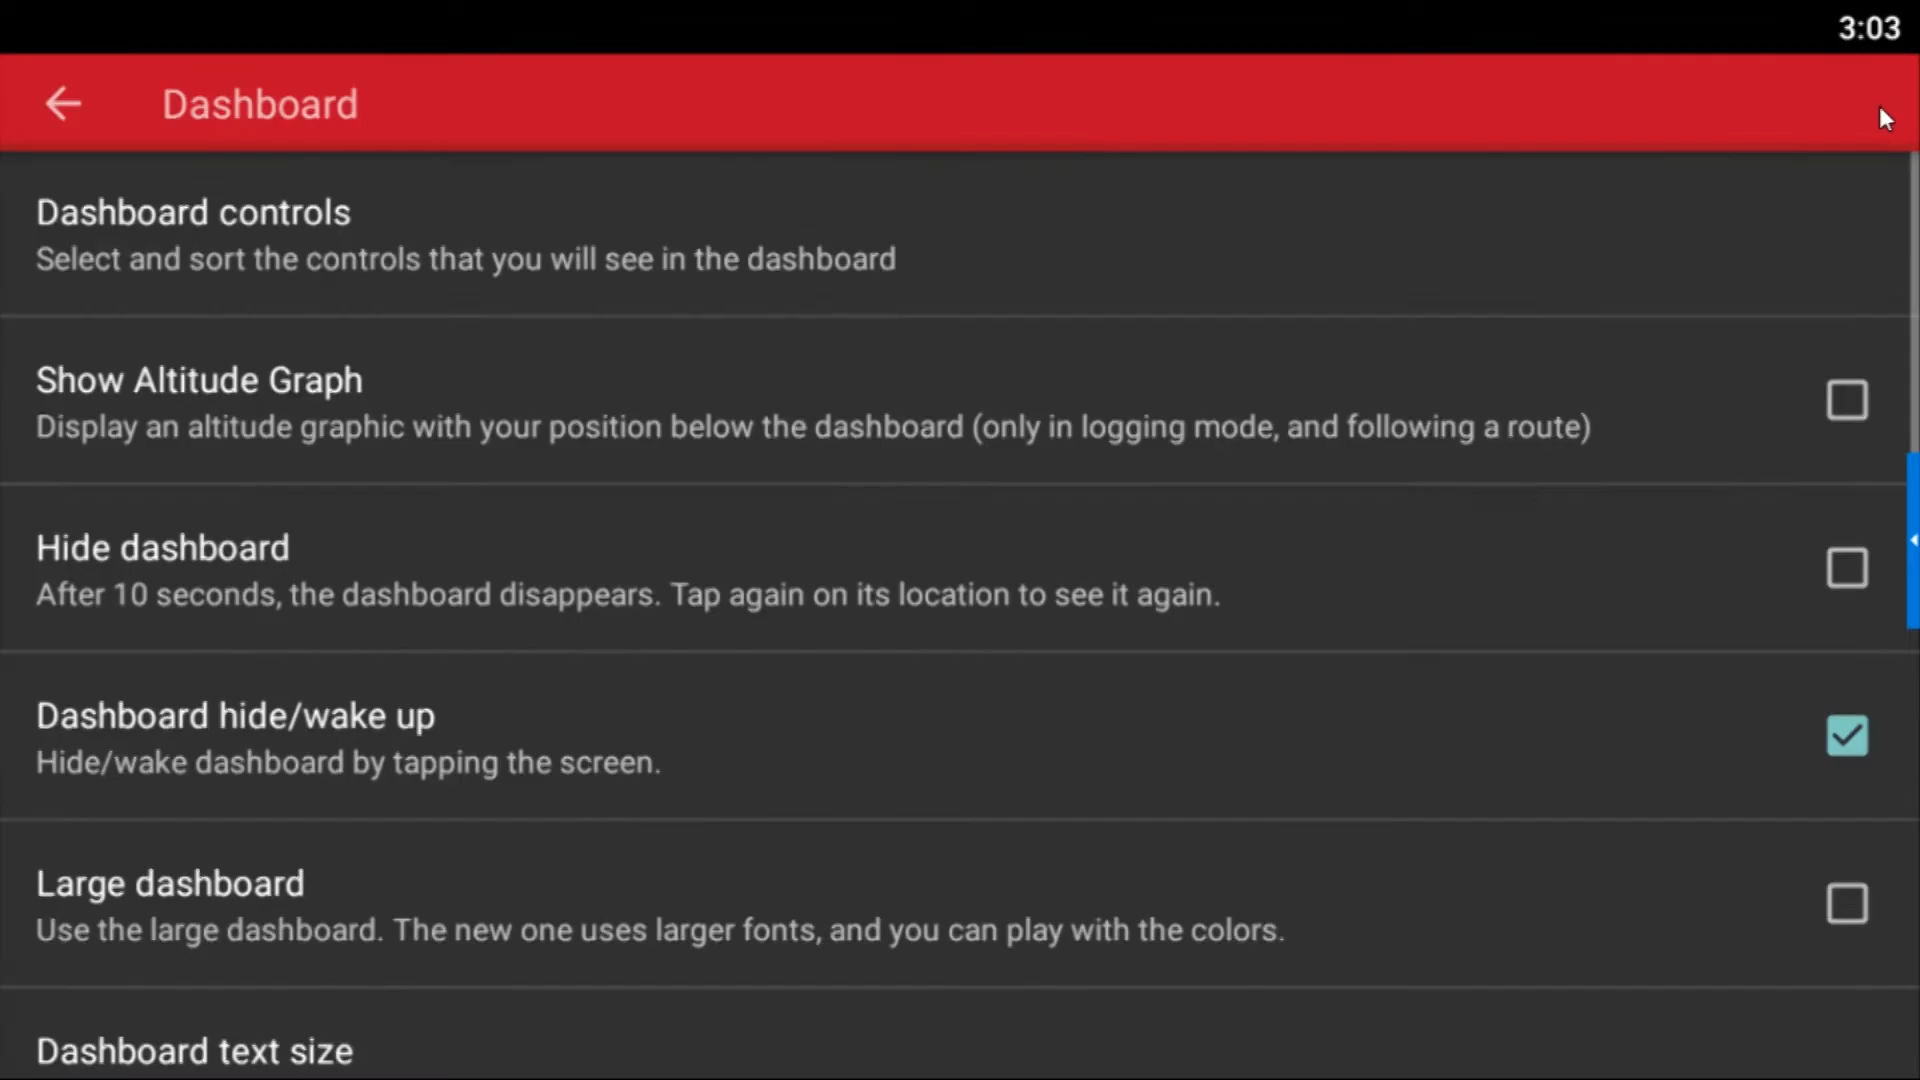 3:03
Dashboard
Dashboard controls
Select and sort the controls that you will see in the dashboard
Show Altitude Graph
Display an altitude graphic with your position below the dashboard (only in logging mode, and following a route)
Hide dashboard
After 10 seconds, the dashboard disappears. Tap again on its location to see it again.
Dashboard hide/wake up
Hide/wake dashboard by tapping the screen.
Large dashboard
Use the large dashboard. The new one uses larger fonts, and you can play with the colors.
Dashboard text size